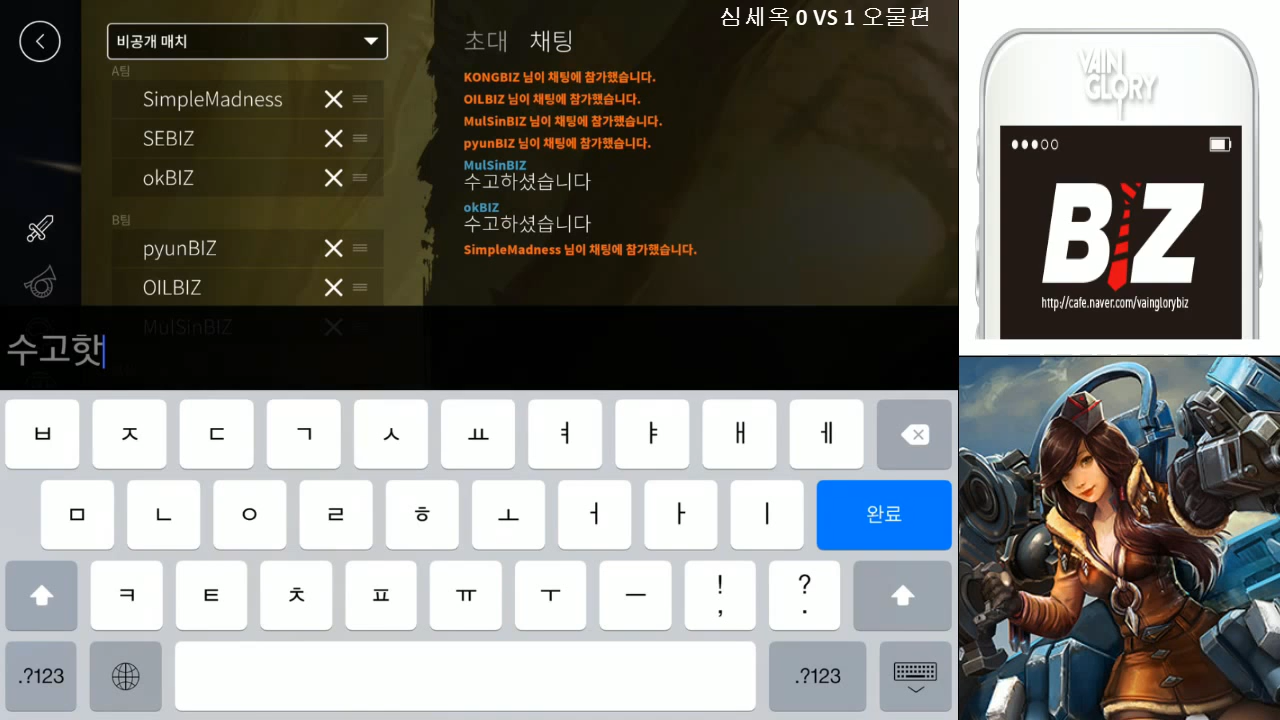 심세옥 0 VS 1 오물편
비공개 매치
A팀
SimpleMadness
SEBIZ
okBIZ
B팀
pyunBIZ
OILBIZ
MulSinBIZ
초대 채팅
KONGBIZ 님이 채팅에 참가했습니다.
OILBIZ 님이 채팅에 참가했습니다.
MulSinBIZ 님이 채팅에 참가했습니다.
pyunBIZ 님이 채팅에 참가했습니다.
MulSinBIZ
수고하셨습니다
okBIZ
수고하셨습니다
SimpleMadness 님이 채팅에 참가했습니다.
수고핫
ㅂ ㅈ ㄷ ㄱ ㅅ ㅛ ㅕ ㅑ ㅐ ㅔ
ㅁ ㄴ ㅇ ㄹ ㅎ ㅗ ㅓ ㅏ ㅣ 완료
ㅋ ㅌ ㅊ ㅍ ㅠ ㅜ ㅡ ! , ? .
.?123 .?123
VAIN
GLORY
BIZ
http://cafe.naver.com/vainglorybiz